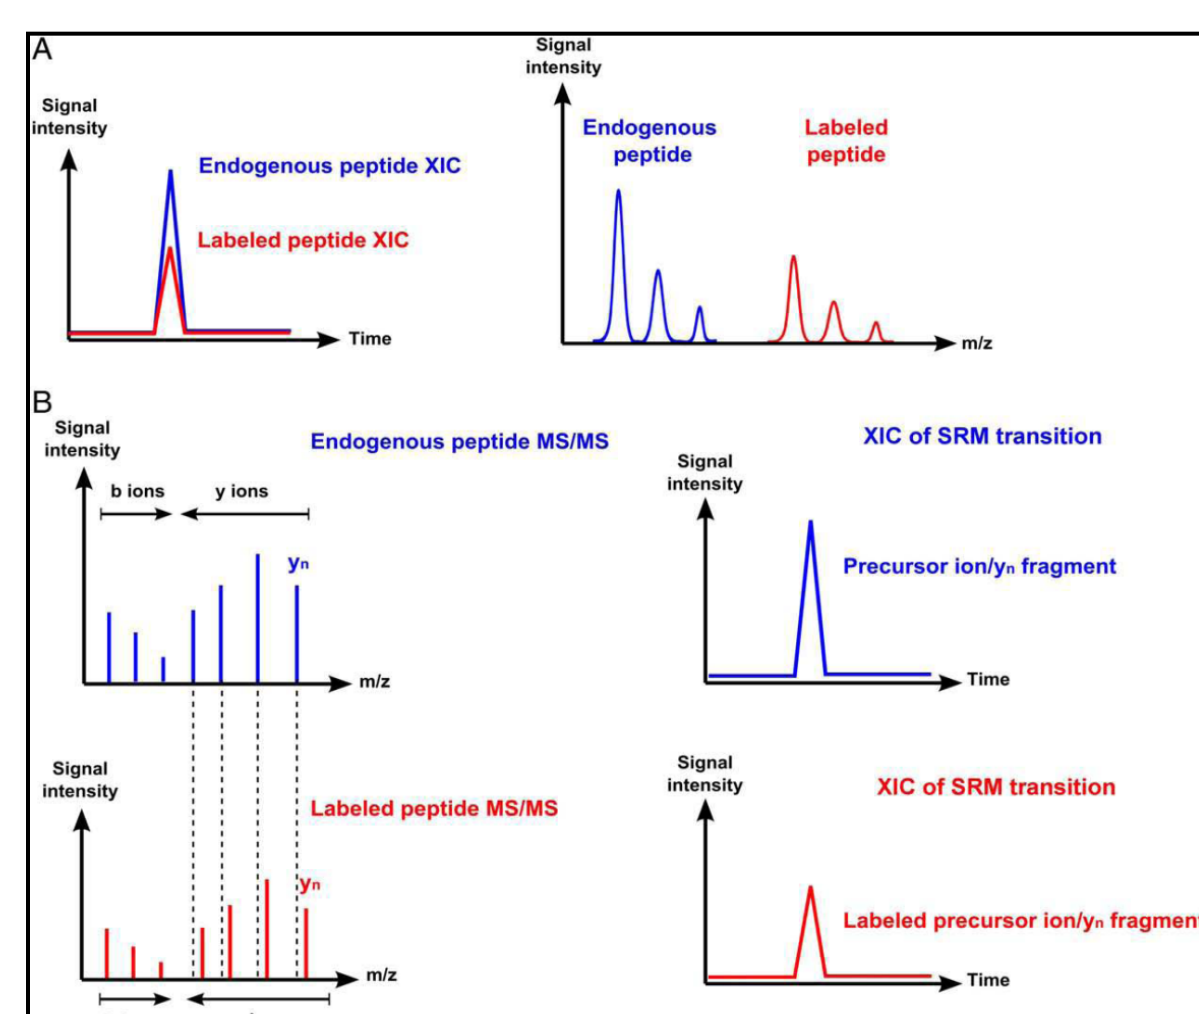 A
Signal
intensity
Endogenous peptide XIC
Labeled peptide XIC
Time
Signal
intensity
Endogenous
peptide
Labeled
peptide
m/z
B
Signal
intensity
Endogenous peptide MS/MS
b ions
y ions
yn
m/z
XIC of SRM transition
Signal
intensity
Precursor ion/yn fragment
Time
Signal
intensity
Labeled peptide MS/MS
yn
m/z
Signal
intensity
XIC of SRM transition
Labeled precursor ion/yn fragment
Time